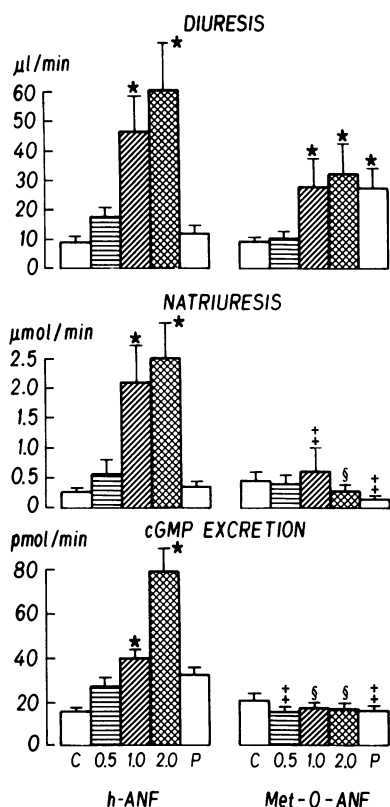 DIURESIS
μl/min
60
50
40
30
20
10
0
* * * * *
NATRIURESIS
μmol/min
2.5
2.0
1.5
1.0
0.5
0
* * ‡ § ‡
cGMP EXCRETION
pmol/min
80
60
40
20
0
* * ‡ § § ‡
C 0.5 1.0 2.0 P C 0.5 1.0 2.0 P
h-ANF Met-O-ANF